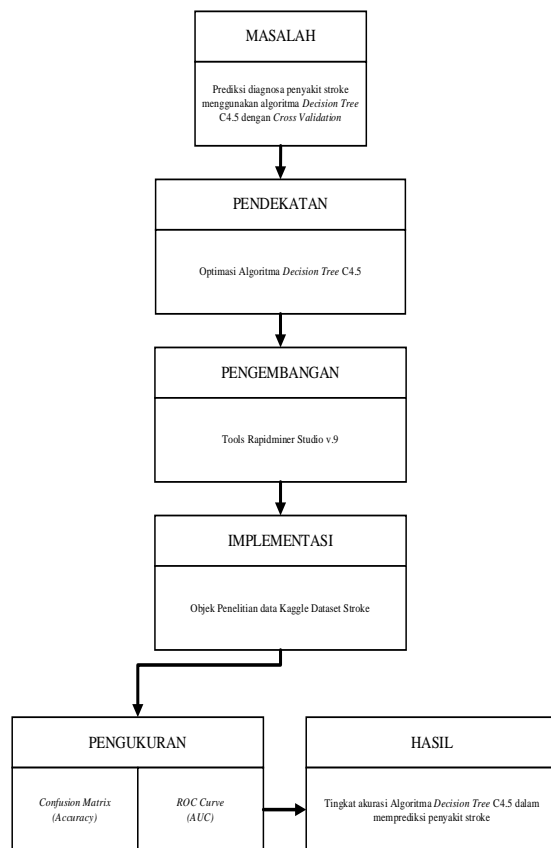 MASALAH
Prediksi diagnosa penyakit stroke
menggunakan algoritma Decision Tree
C4.5 dengan Cross Validation
PENDEKATAN
Optimasi Algoritma Decision Tree C4.5
PENGEMBANGAN
Tools Rapidminer Studio v.9
IMPLEMENTASI
Objek Penelitian data Kaggle Dataset Stroke
PENGUKURAN
Confusion Matrix
(Accuracy)
ROC Curve
(AUC)
HASIL
Tingkat akurasi Algoritma Decision Tree C4.5 dalam
memprediksi penyakit stroke